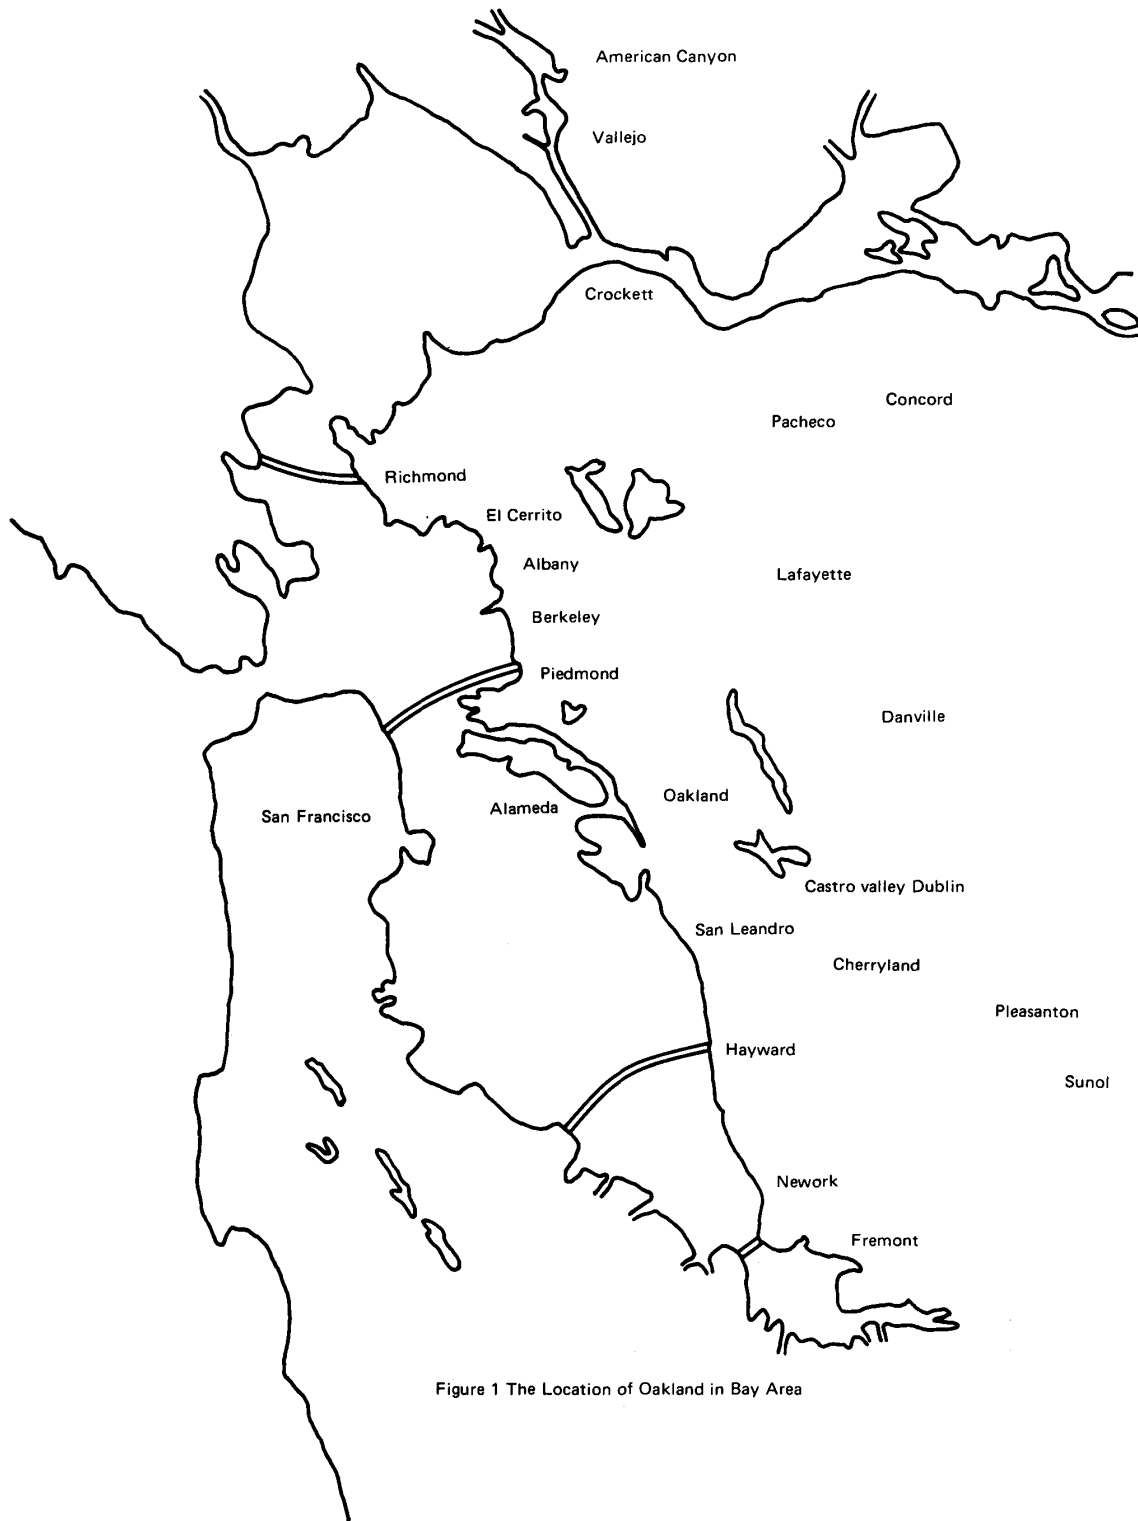 American Canyon
Vallejo
Crockett
Concord
Pacheco
Richmond
El Cerrito
Albany
Lafayette
Berkeley
Piedmond
Danville
Oakland
Alameda
San Francisco
Castro valley Dublin
San Leandro
Cherryland
Pleasanton
Hayward
Sunol
Nework
Fremont
Figure 1 The Location of Oakland in Bay Area